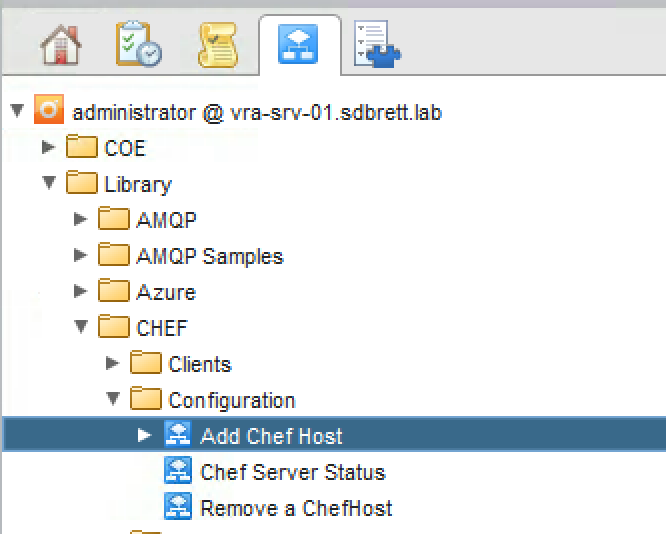 administrator @ vra-srv-01.sdbrett.lab
COE
Library
AMQP
AMQP Samples
Azure
CHEF
Clients
Configuration
Add Chef Host
Chef Server Status
Remove a ChefHost